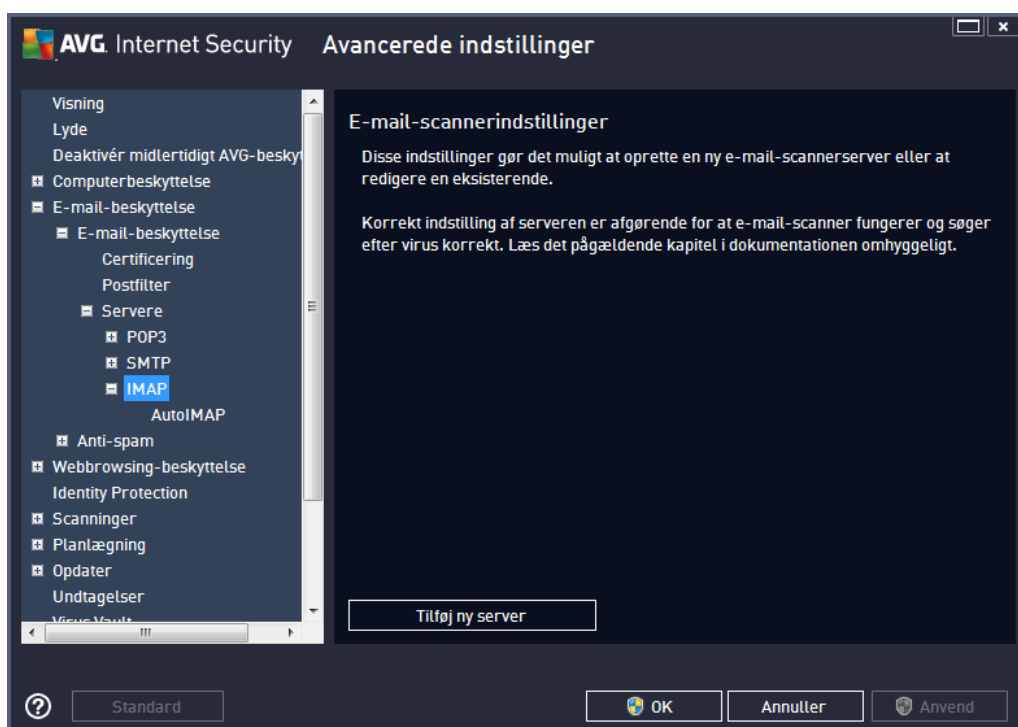 AVG. Internet Security Avancerede indstillinger
Visning
Lyde
Deaktivér midlertidigt AVG-besky
Computerbeskyttelse
E-mail-beskyttelse
E-mail-beskyttelse
Certificering
Postfilter
Servere
POP3
SMTP
IMAP
AutoIMAP
Anti-spam
Webbrowsing-beskyttelse
Identity Protection
Scanninger
Planlægning
Opdater
Undtagelser
Virus Vault
E-mail-scannerindstillinger
Disse indstillinger gør det muligt at oprette en ny e-mail-scannerserver eller at
redigere en eksisterende.
Korrekt indstilling af serveren er afgørende for at e-mail-scanner fungerer og søger
efter virus korrekt. Læs det pågældende kapitel i dokumentationen omhyggeligt.
Tilføj ny server
Standard
OK
Annuller
Anvend